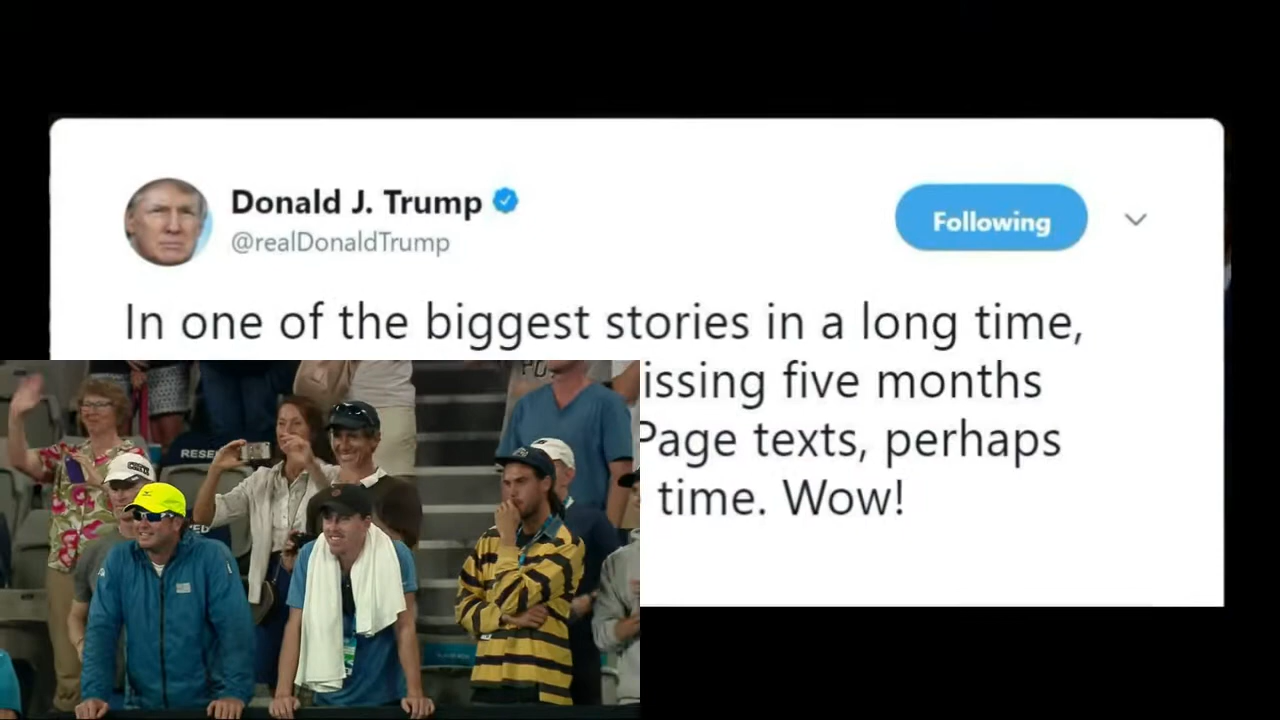 Donald J. Trump
Following
@realDonaldTrump
In one of the biggest stories in a long time,
issing five months
Page texts, perhaps
time. Wow!
RESE